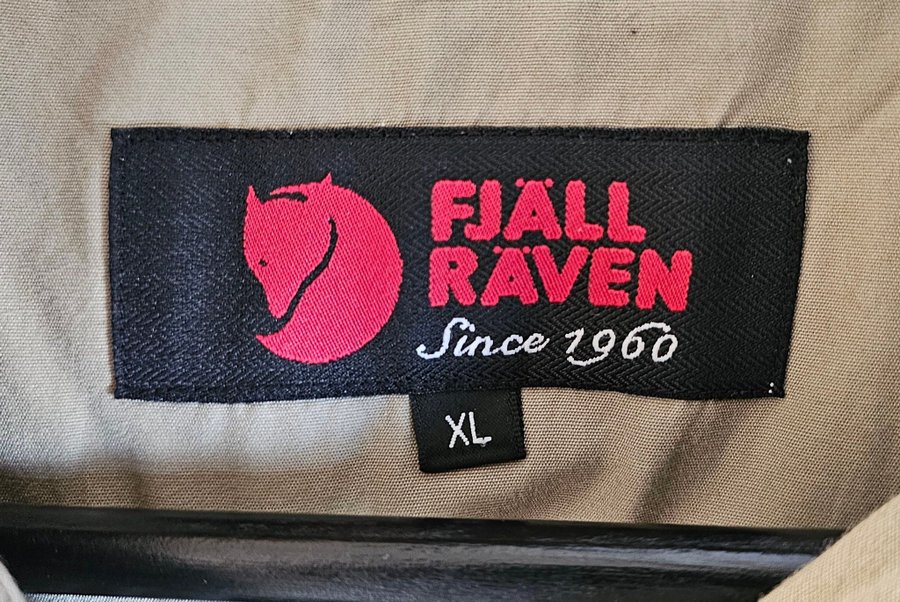 FJÄLL
RÄVEN
Since 1960
XL